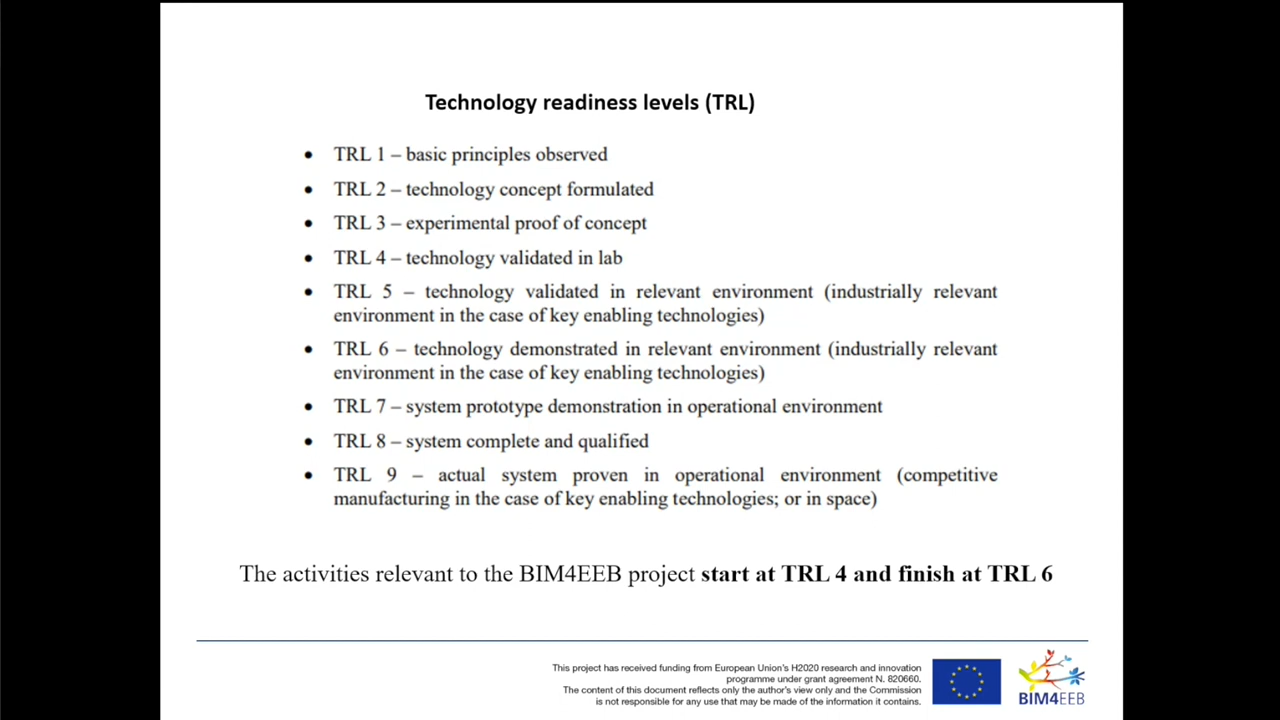 Technology readiness levels (TRL)
• TRL 1 – basic principles observed
• TRL 2 – technology concept formulated
• TRL 3 – experimental proof of concept
• TRL 4 – technology validated in lab
• TRL 5 – technology validated in relevant environment (industrially relevant
environment in the case of key enabling technologies)
• TRL 6 – technology demonstrated in relevant environment (industrially relevant
environment in the case of key enabling technologies)
• TRL 7 – system prototype demonstration in operational environment
• TRL 8 – system complete and qualified
• TRL 9 – actual system proven in operational environment (competitive
manufacturing in the case of key enabling technologies; or in space)
The activities relevant to the BIM4EEB project start at TRL 4 and finish at TRL 6
This project has received funding from European Union's H2020 research and innovation
programme under grant agreement N. 820660.
The content of this document reflects only the author's view only and the Commission
is not responsible for any use that may be made of the information it contains.
BIM4EEB